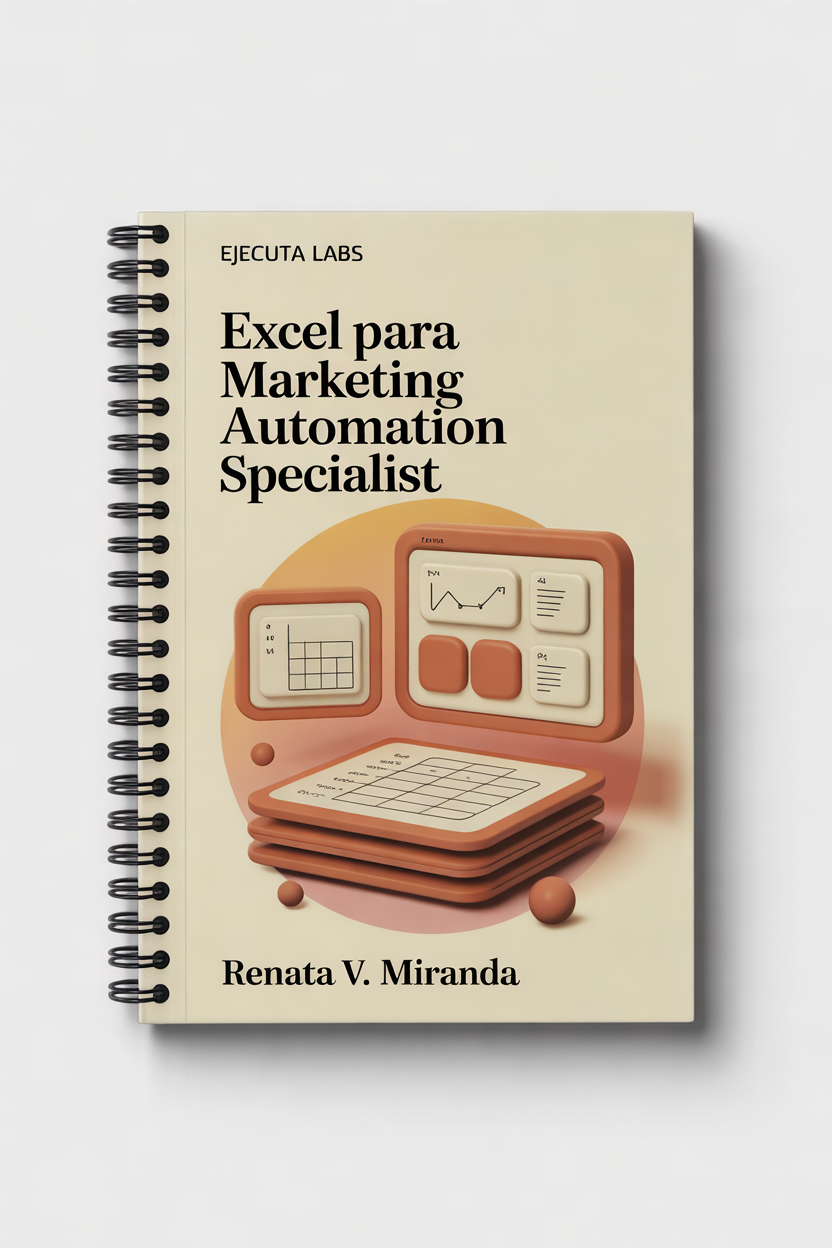 EJECUTA LABS
Excel para
Marketing
Automation
Specialist
Renata V. Miranda